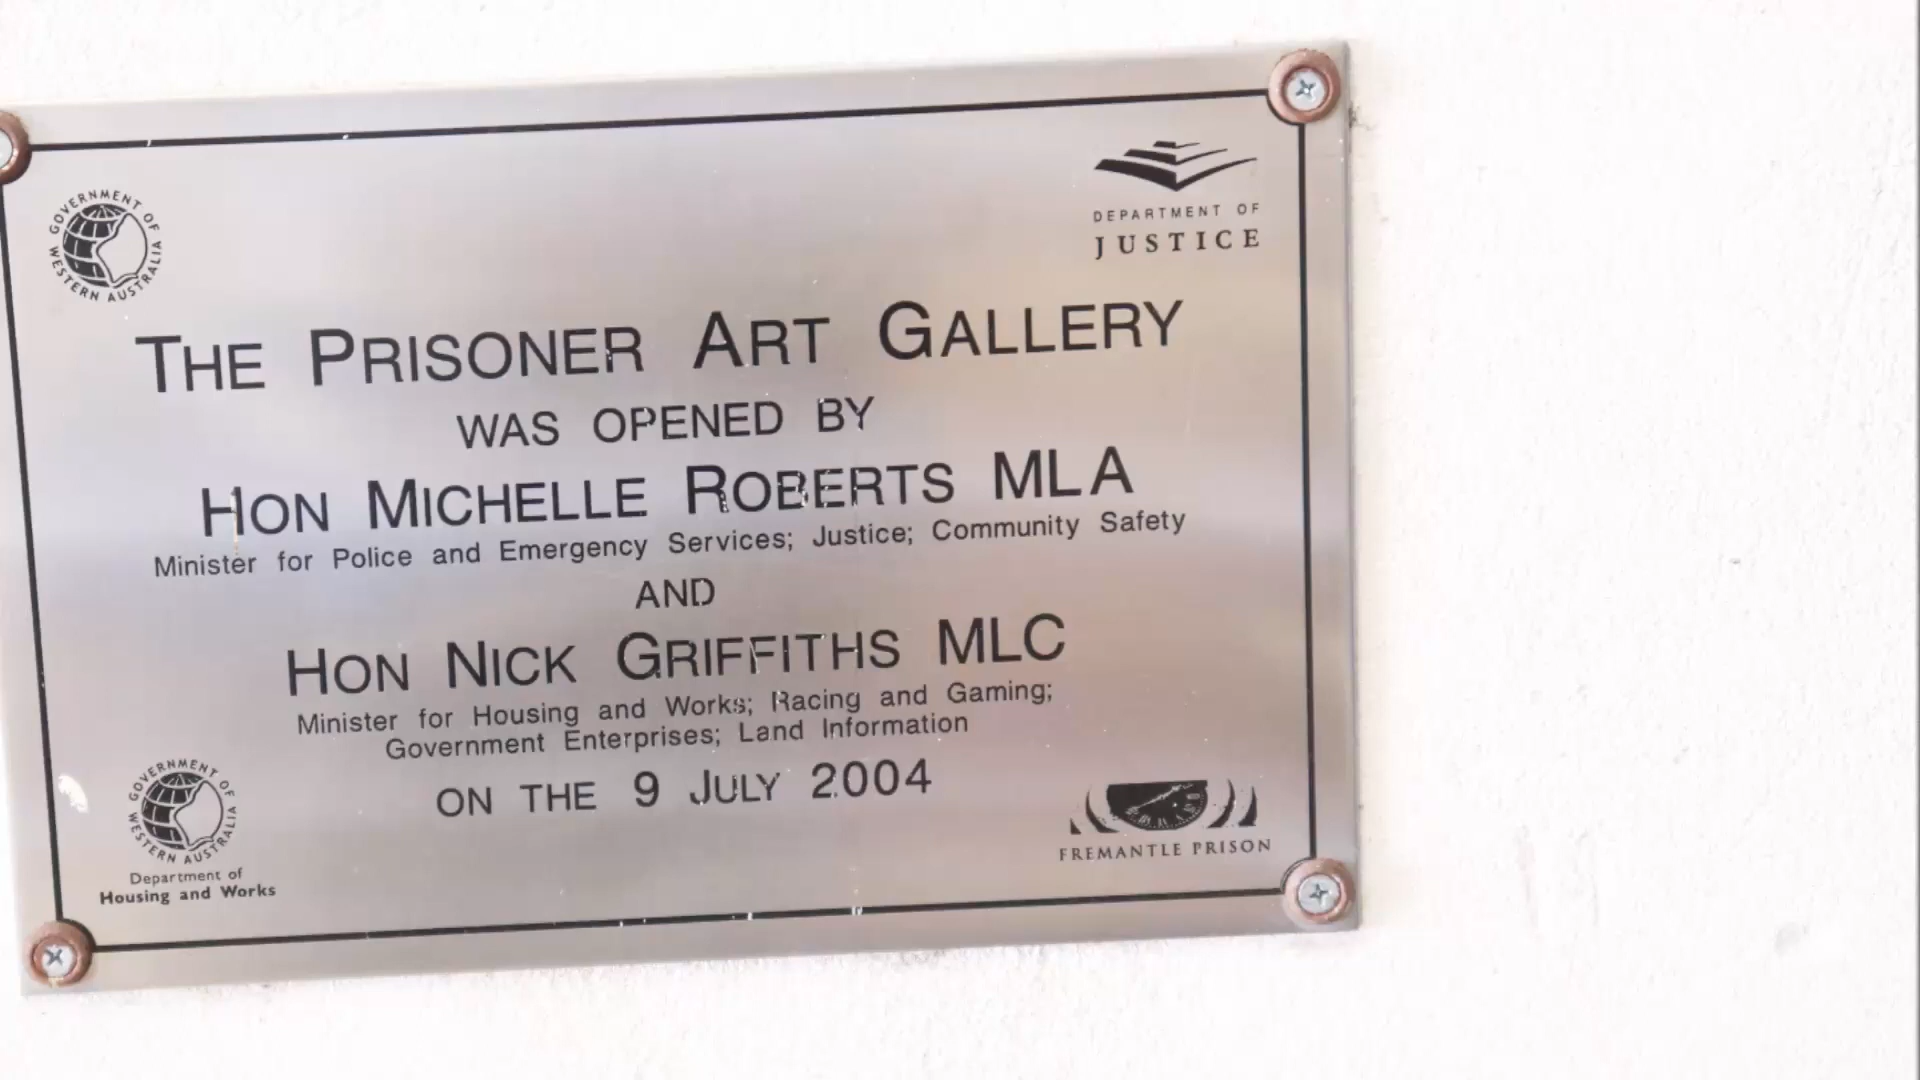 GOVERNMENT OF WESTERN AUSTRALIA
DEPARTMENT OF
JUSTICE
THE PRISONER ART GALLERY
WAS OPENED BY
HON MICHELLE ROBERTS MLA
Minister for Police and Emergency Services; Justice; Community Safety
AND
HON NICK GRIFFITHS MLC
Minister for Housing and Works; Racing and Gaming;
Government Enterprises; Land Information
ON THE 9 JULY 2004
GOVERNMENT OF WESTERN AUSTRALIA
Department of
Housing and Works
FREMANTLE PRISON